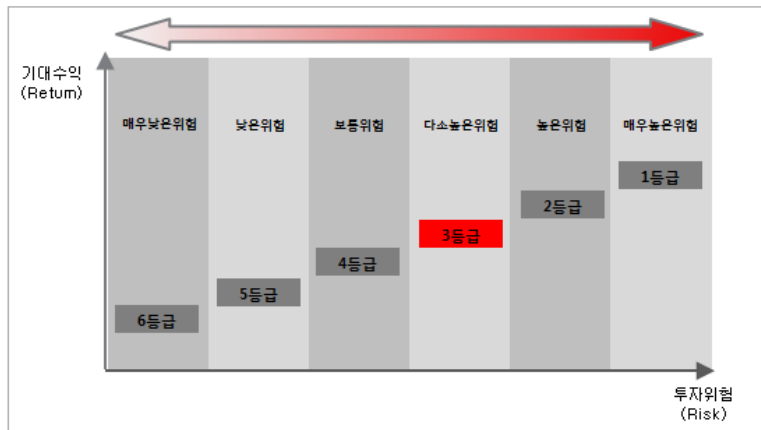 기대수익
(Return)
매우낮은위험
낮은위험
보통위험
다소높은위험
높은위험
매우높은위험
1등급
2등급
3등급
4등급
5등급
6등급
투자위험
(Risk)